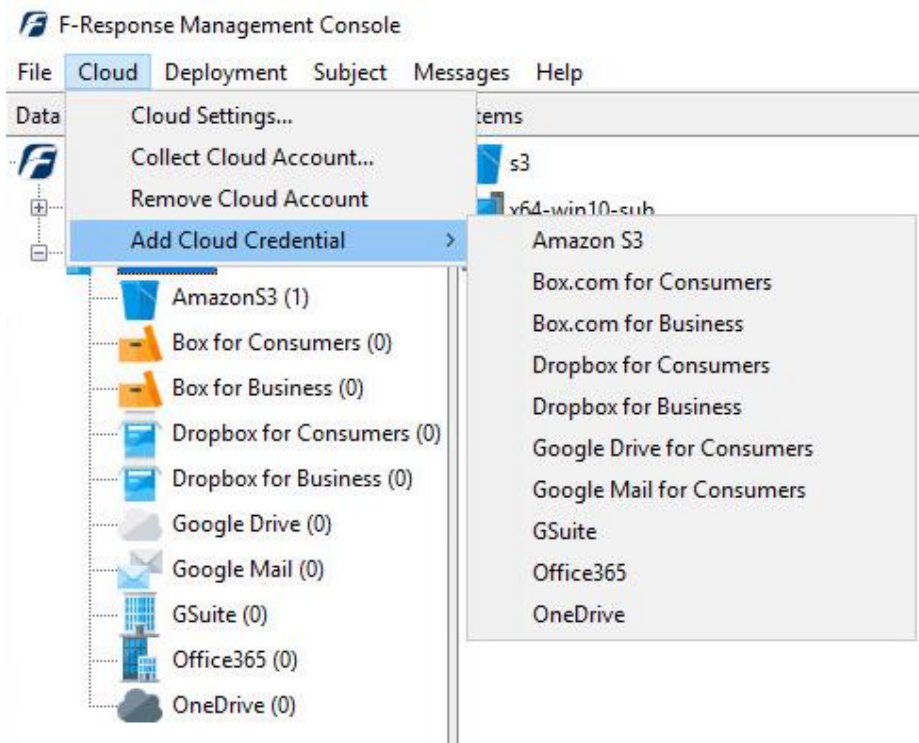 F-Response Management Console
File Cloud Deployment Subject Messages Help
Data
Cloud Settings...
Collect Cloud Account...
Remove Cloud Account
Add Cloud Credential
s3
x64-win10-sub
Amazon S3
Box.com for Consumers
Box.com for Business
Dropbox for Consumers
Dropbox for Business
Google Drive for Consumers
Google Mail for Consumers
GSuite
Office365
OneDrive
AmazonS3 (1)
Box for Consumers (0)
Box for Business (0)
Dropbox for Consumers (0)
Dropbox for Business (0)
Google Drive (0)
Google Mail (0)
GSuite (0)
Office365 (0)
OneDrive (0)